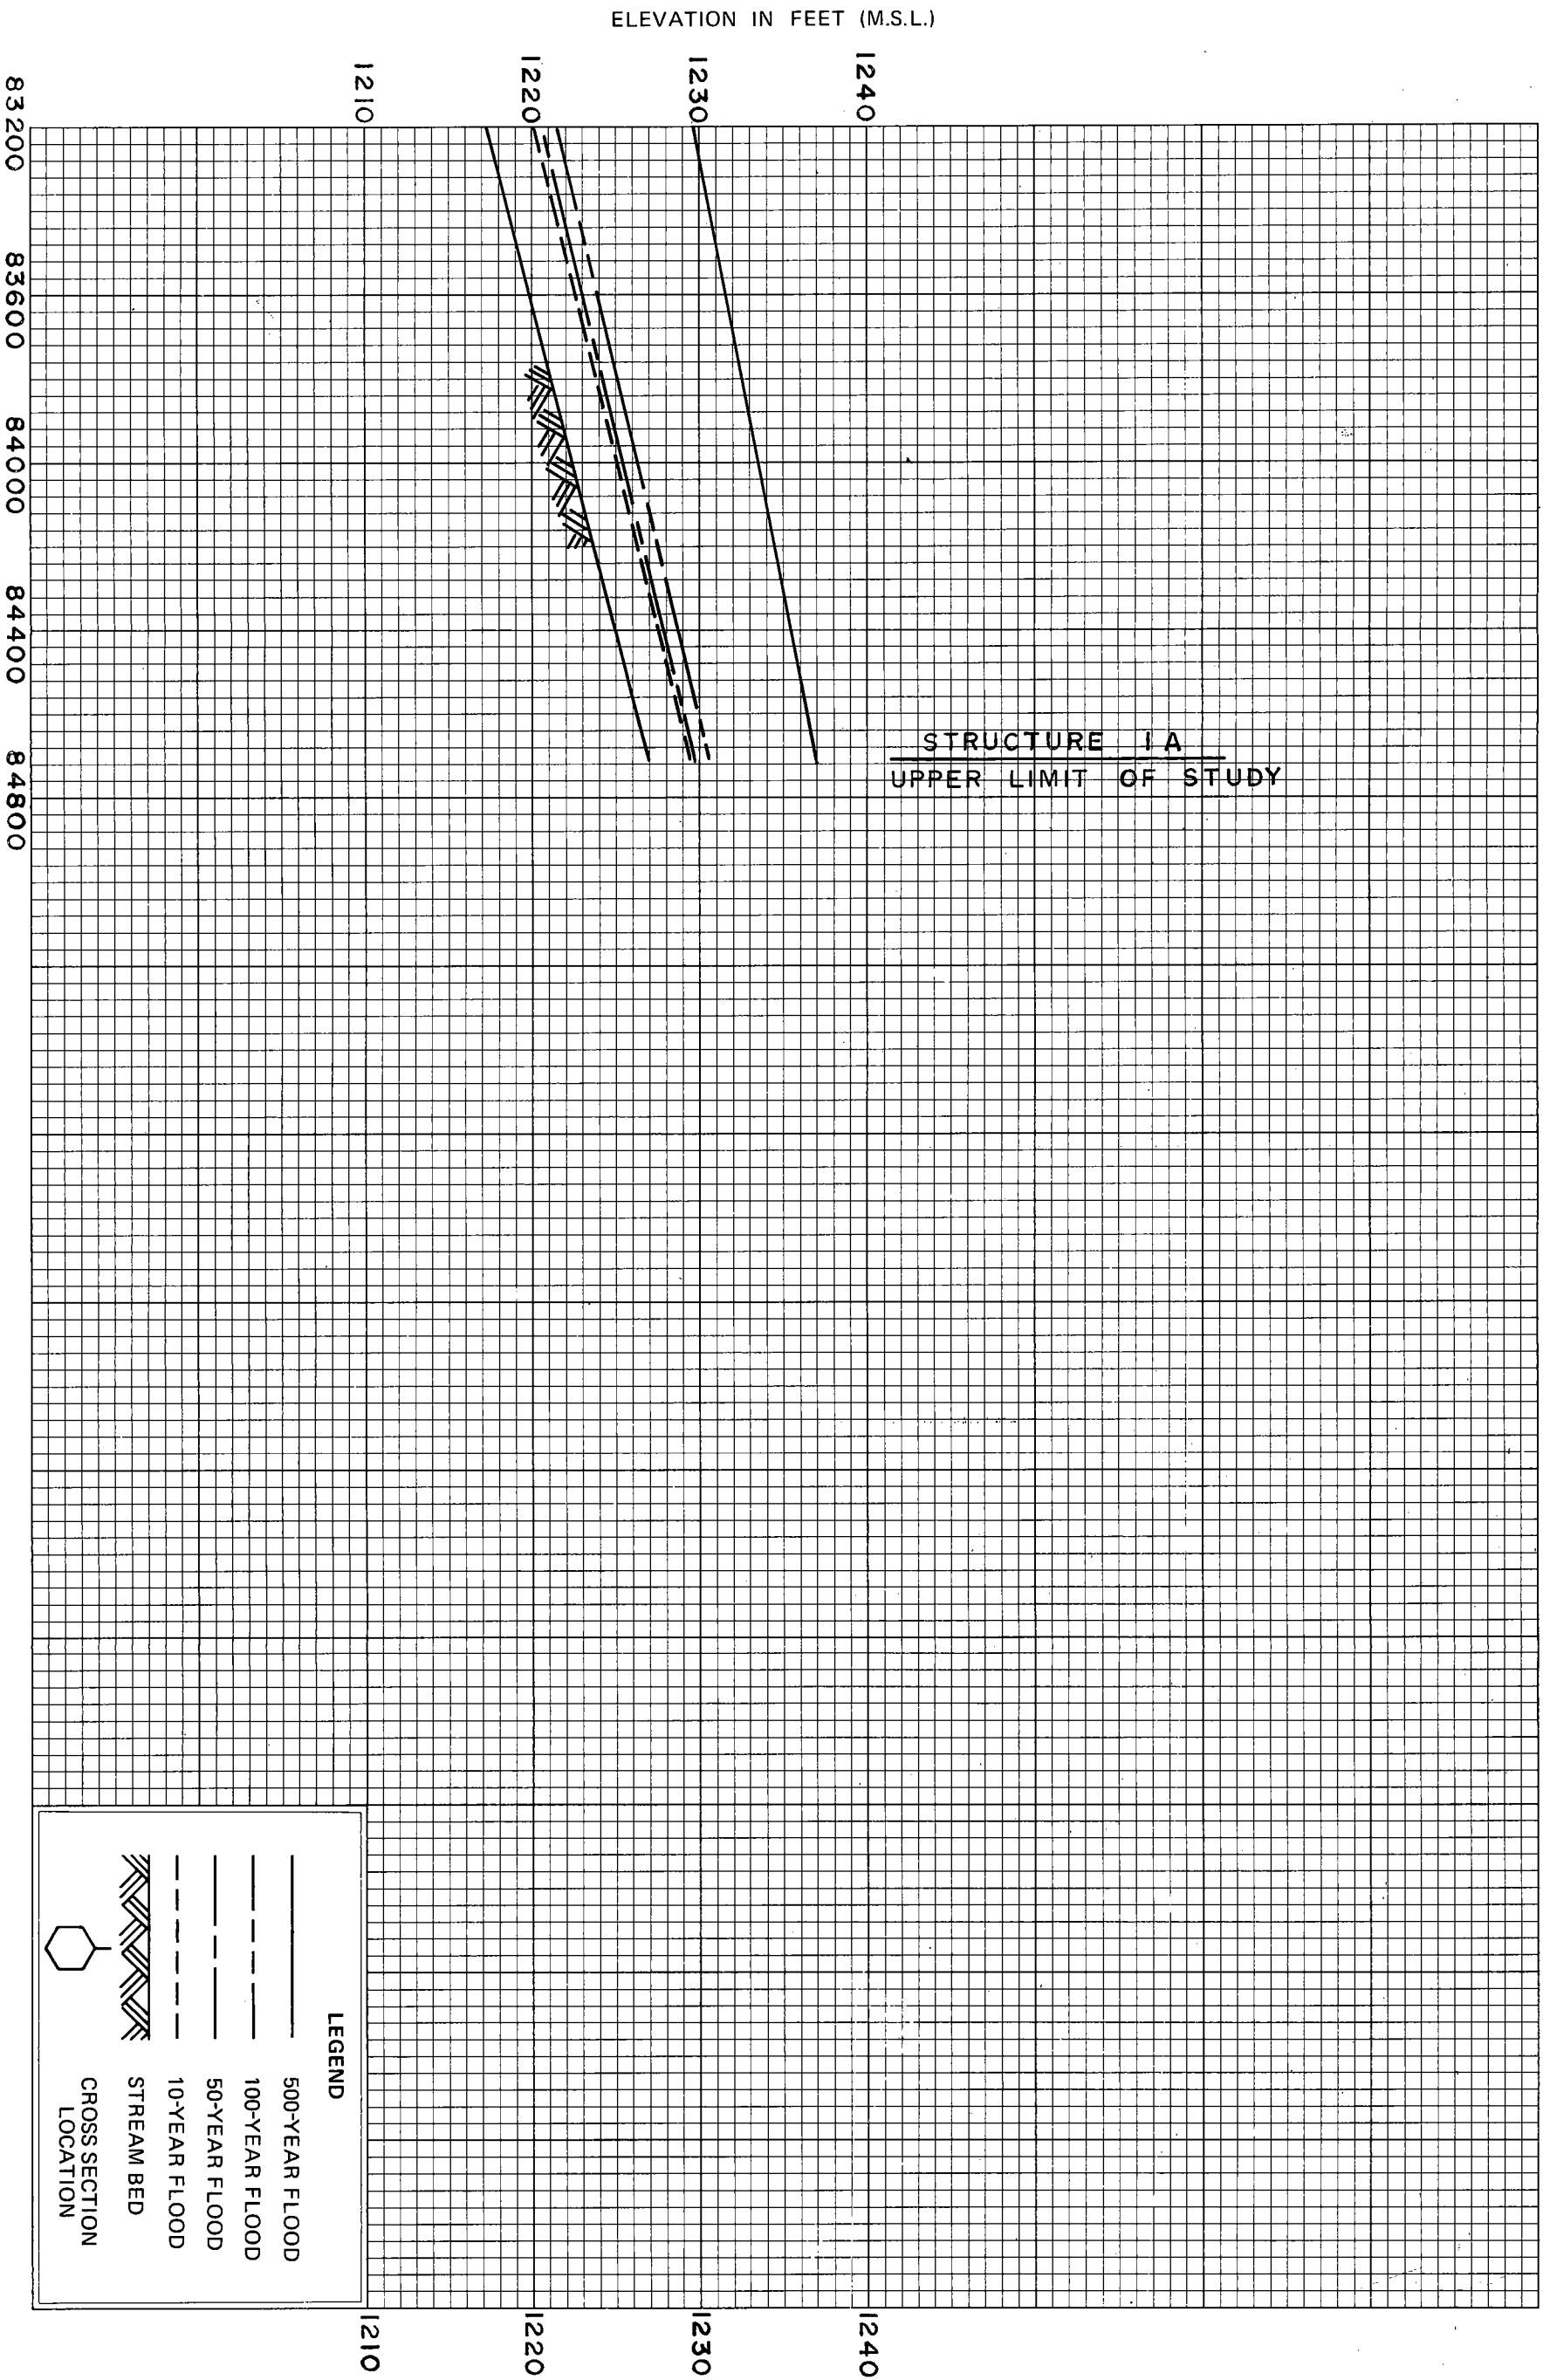 ELEVATION IN FEET (M.S.L.)
1240
1230
1220
1210
83200
83600
84000
84400
84800
STRUCTURE 1A
UPPER LIMIT OF STUDY
1240
1230
1220
1210
LEGEND
500-YEAR FLOOD
100-YEAR FLOOD
50-YEAR FLOOD
10-YEAR FLOOD
STREAM BED
CROSS SECTION
LOCATION